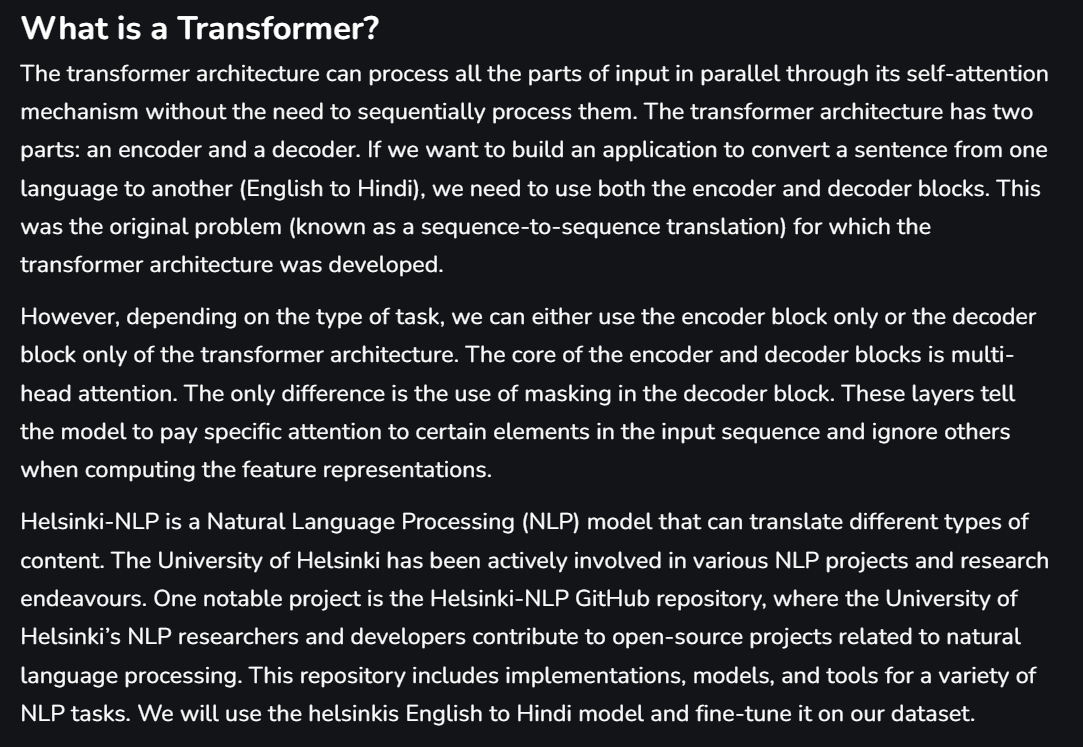 What is a Transformer?
The transformer architecture can process all the parts of input in parallel through its self-attention
mechanism without the need to sequentially process them. The transformer architecture has two
parts: an encoder and a decoder. If we want to build an application to convert a sentence from one
language to another (English to Hindi), we need to use both the encoder and decoder blocks. This
was the original problem (known as a sequence-to-sequence translation) for which the
transformer architecture was developed.
However, depending on the type of task, we can either use the encoder block only or the decoder
block only of the transformer architecture. The core of the encoder and decoder blocks is multi-
head attention. The only difference is the use of masking in the decoder block. These layers tell
the model to pay specific attention to certain elements in the input sequence and ignore others
when computing the feature representations.
Helsinki-NLP is a Natural Language Processing (NLP) model that can translate different types of
content. The University of Helsinki has been actively involved in various NLP projects and research
endeavours. One notable project is the Helsinki-NLP GitHub repository, where the University of
Helsinki’s NLP researchers and developers contribute to open-source projects related to natural
language processing. This repository includes implementations, models, and tools for a variety of
NLP tasks. We will use the helsinkis English to Hindi model and fine-tune it on our dataset.